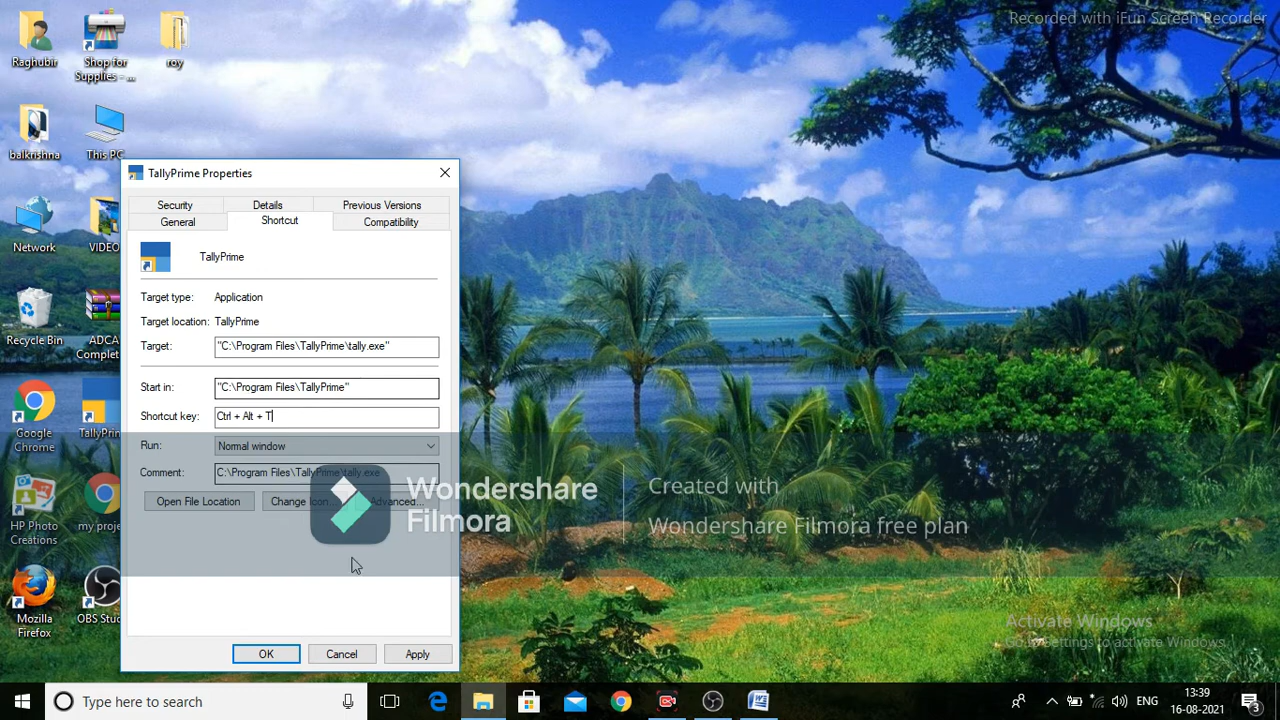 Recorded with iFun Screen Recorder
Raghubir
Shop for
Supplies - ...
roy
balkrishna
This PC
Network
VIDEO
Recycle Bin
ADCA
Complet
Google
Chrome
TallyPrim
HP Photo
Creations
my proje
Mozilla
Firefox
OBS Stud
TallyPrime Properties
Security
Details
Previous Versions
General
Shortcut
Compatibility
TallyPrime
Target type: Application
Target location: TallyPrime
Target: "C:\Program Files\TallyPrime\tally.exe"
Start in: "C:\Program Files\TallyPrime"
Shortcut key: Ctrl + Alt + T
Run: Normal window
Comment: C:\Program Files\TallyPrime\tally.exe
Open File Location
Change Icon...
Advanced...
OK
Cancel
Apply
Wondershare
Filmora
Created with
Wondershare Filmora free plan
Activate Windows
Go to Settings to activate Windows.
Type here to search
ENG
13:39
16-08-2021
3